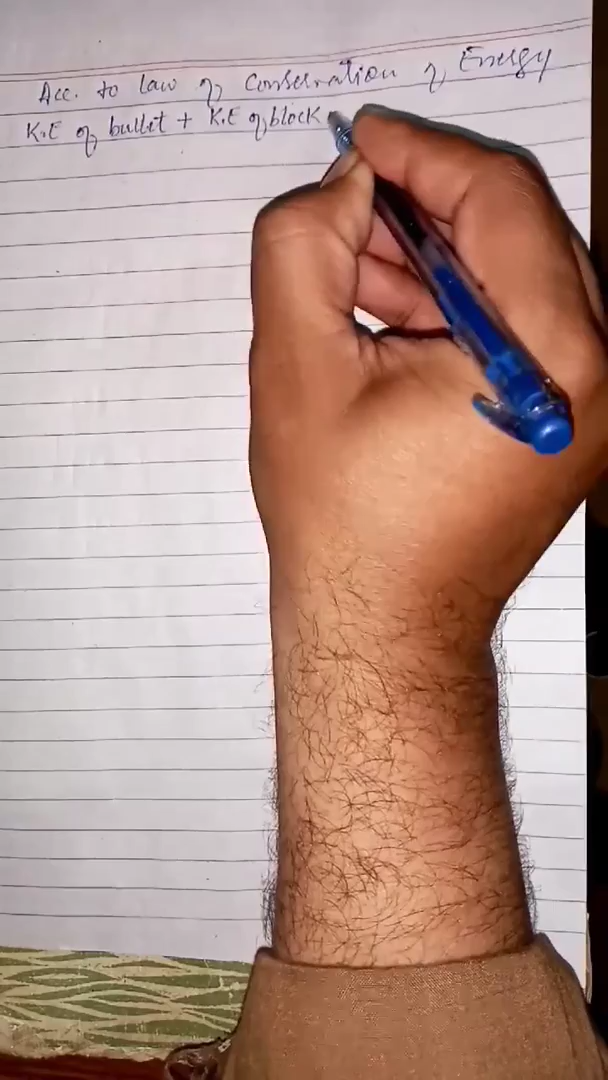 Acc. to law of Conservation of Energy
K.E of bullet + K.E of block